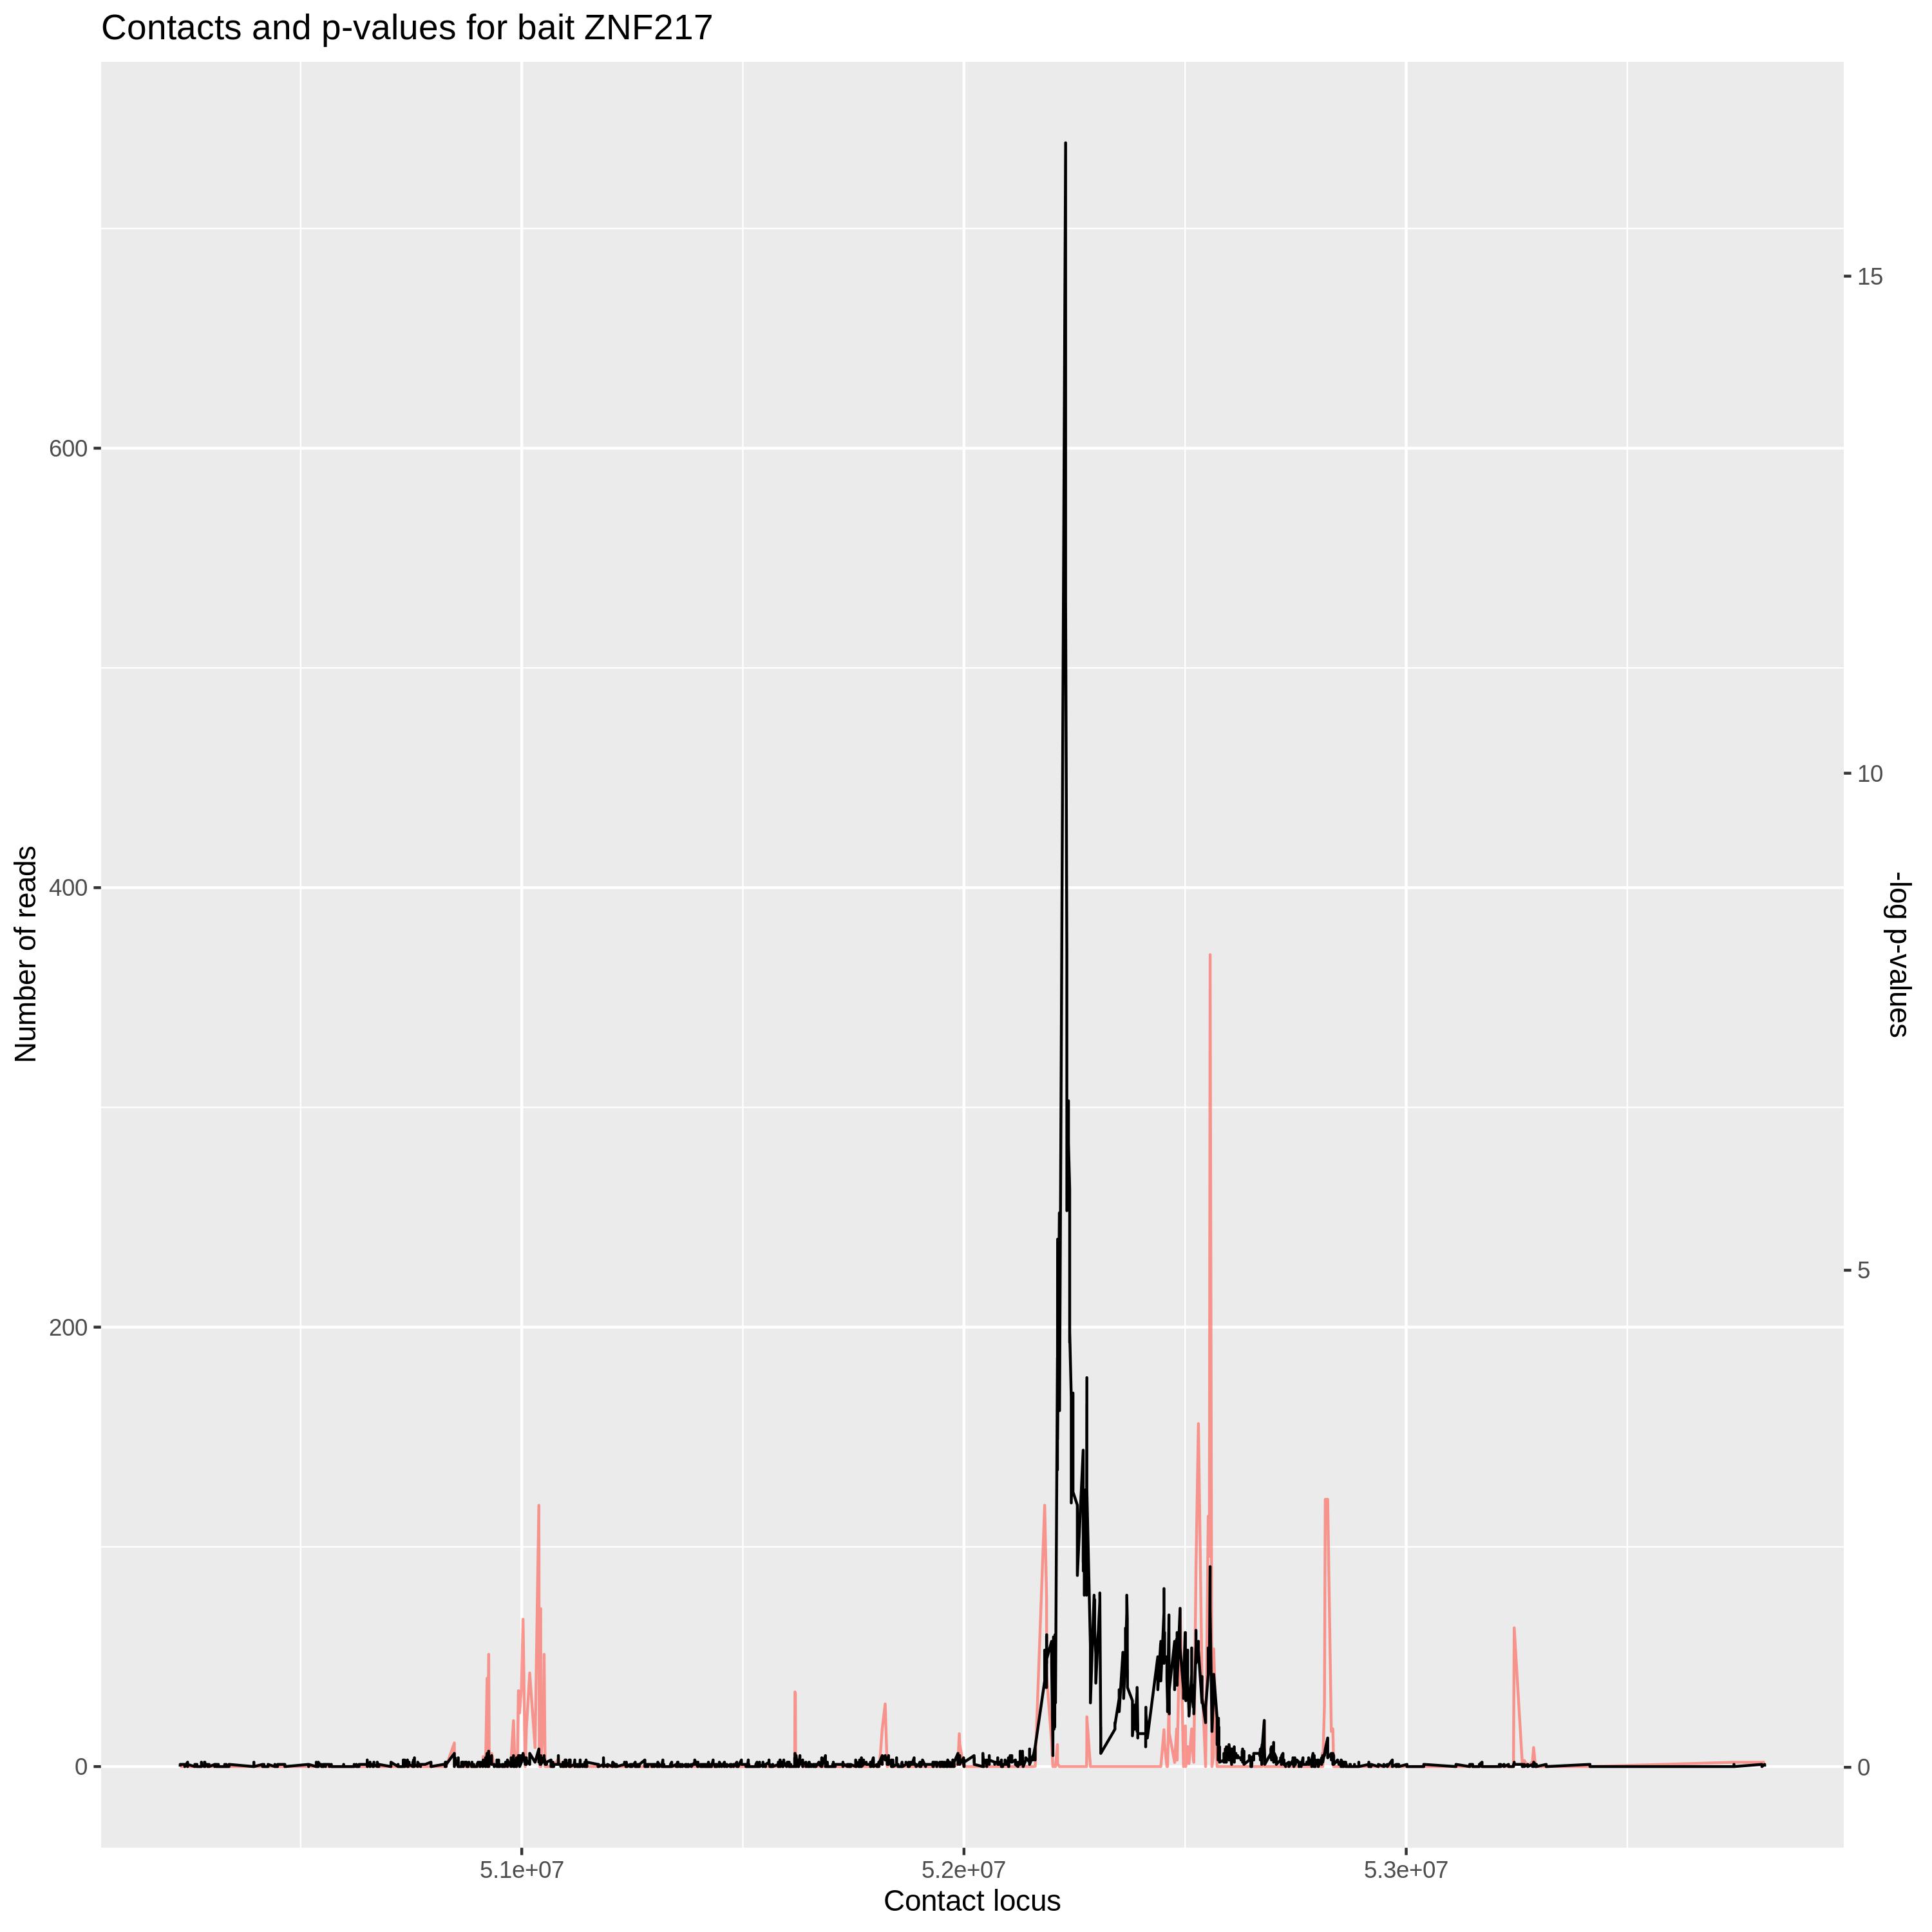 Contacts and p-values for bait ZNF217
Number of reads
600
400
200
0
15
10
5
0
-log p-values
5.1e+07
5.2e+07
5.3e+07
Contact locus